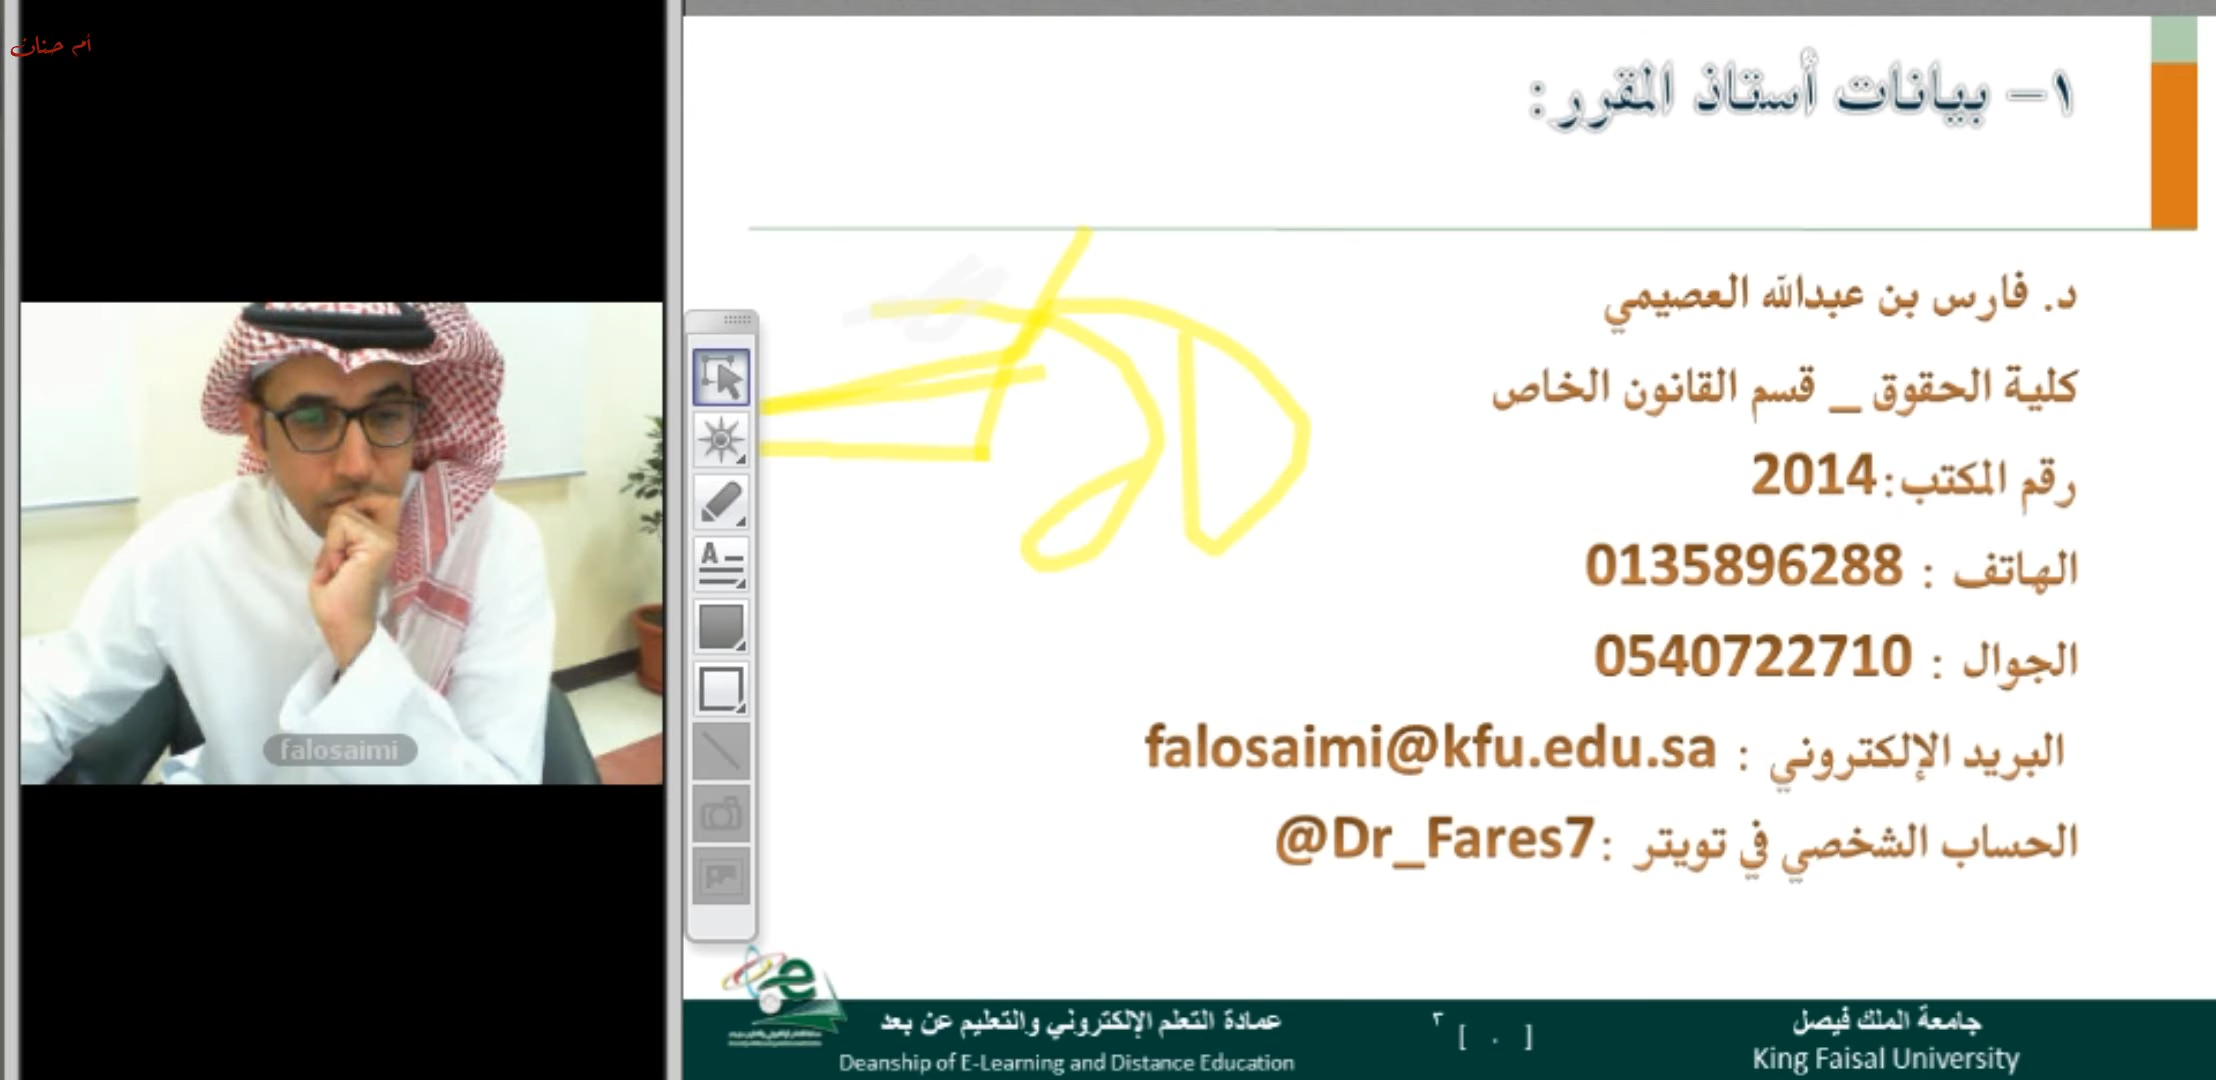 أم حنان
١– بيانات أستاذ المقرر:
د. فارس بن عبدالله العصيمي
كلية الحقوق _ قسم القانون الخاص
رقم المكتب:2014
الهاتف : 0135896288
الجوال : 0540722710
البريد الإلكتروني : falosaimi@kfu.edu.sa
الحساب الشخصي في تويتر :@Dr_Fares7
falosaimi
جامعة الملك فيصل
King Faisal University
٣
[ . ]
عمادة التعلم الإلكتروني والتعليم عن بعد
Deanship of E-Learning and Distance Education